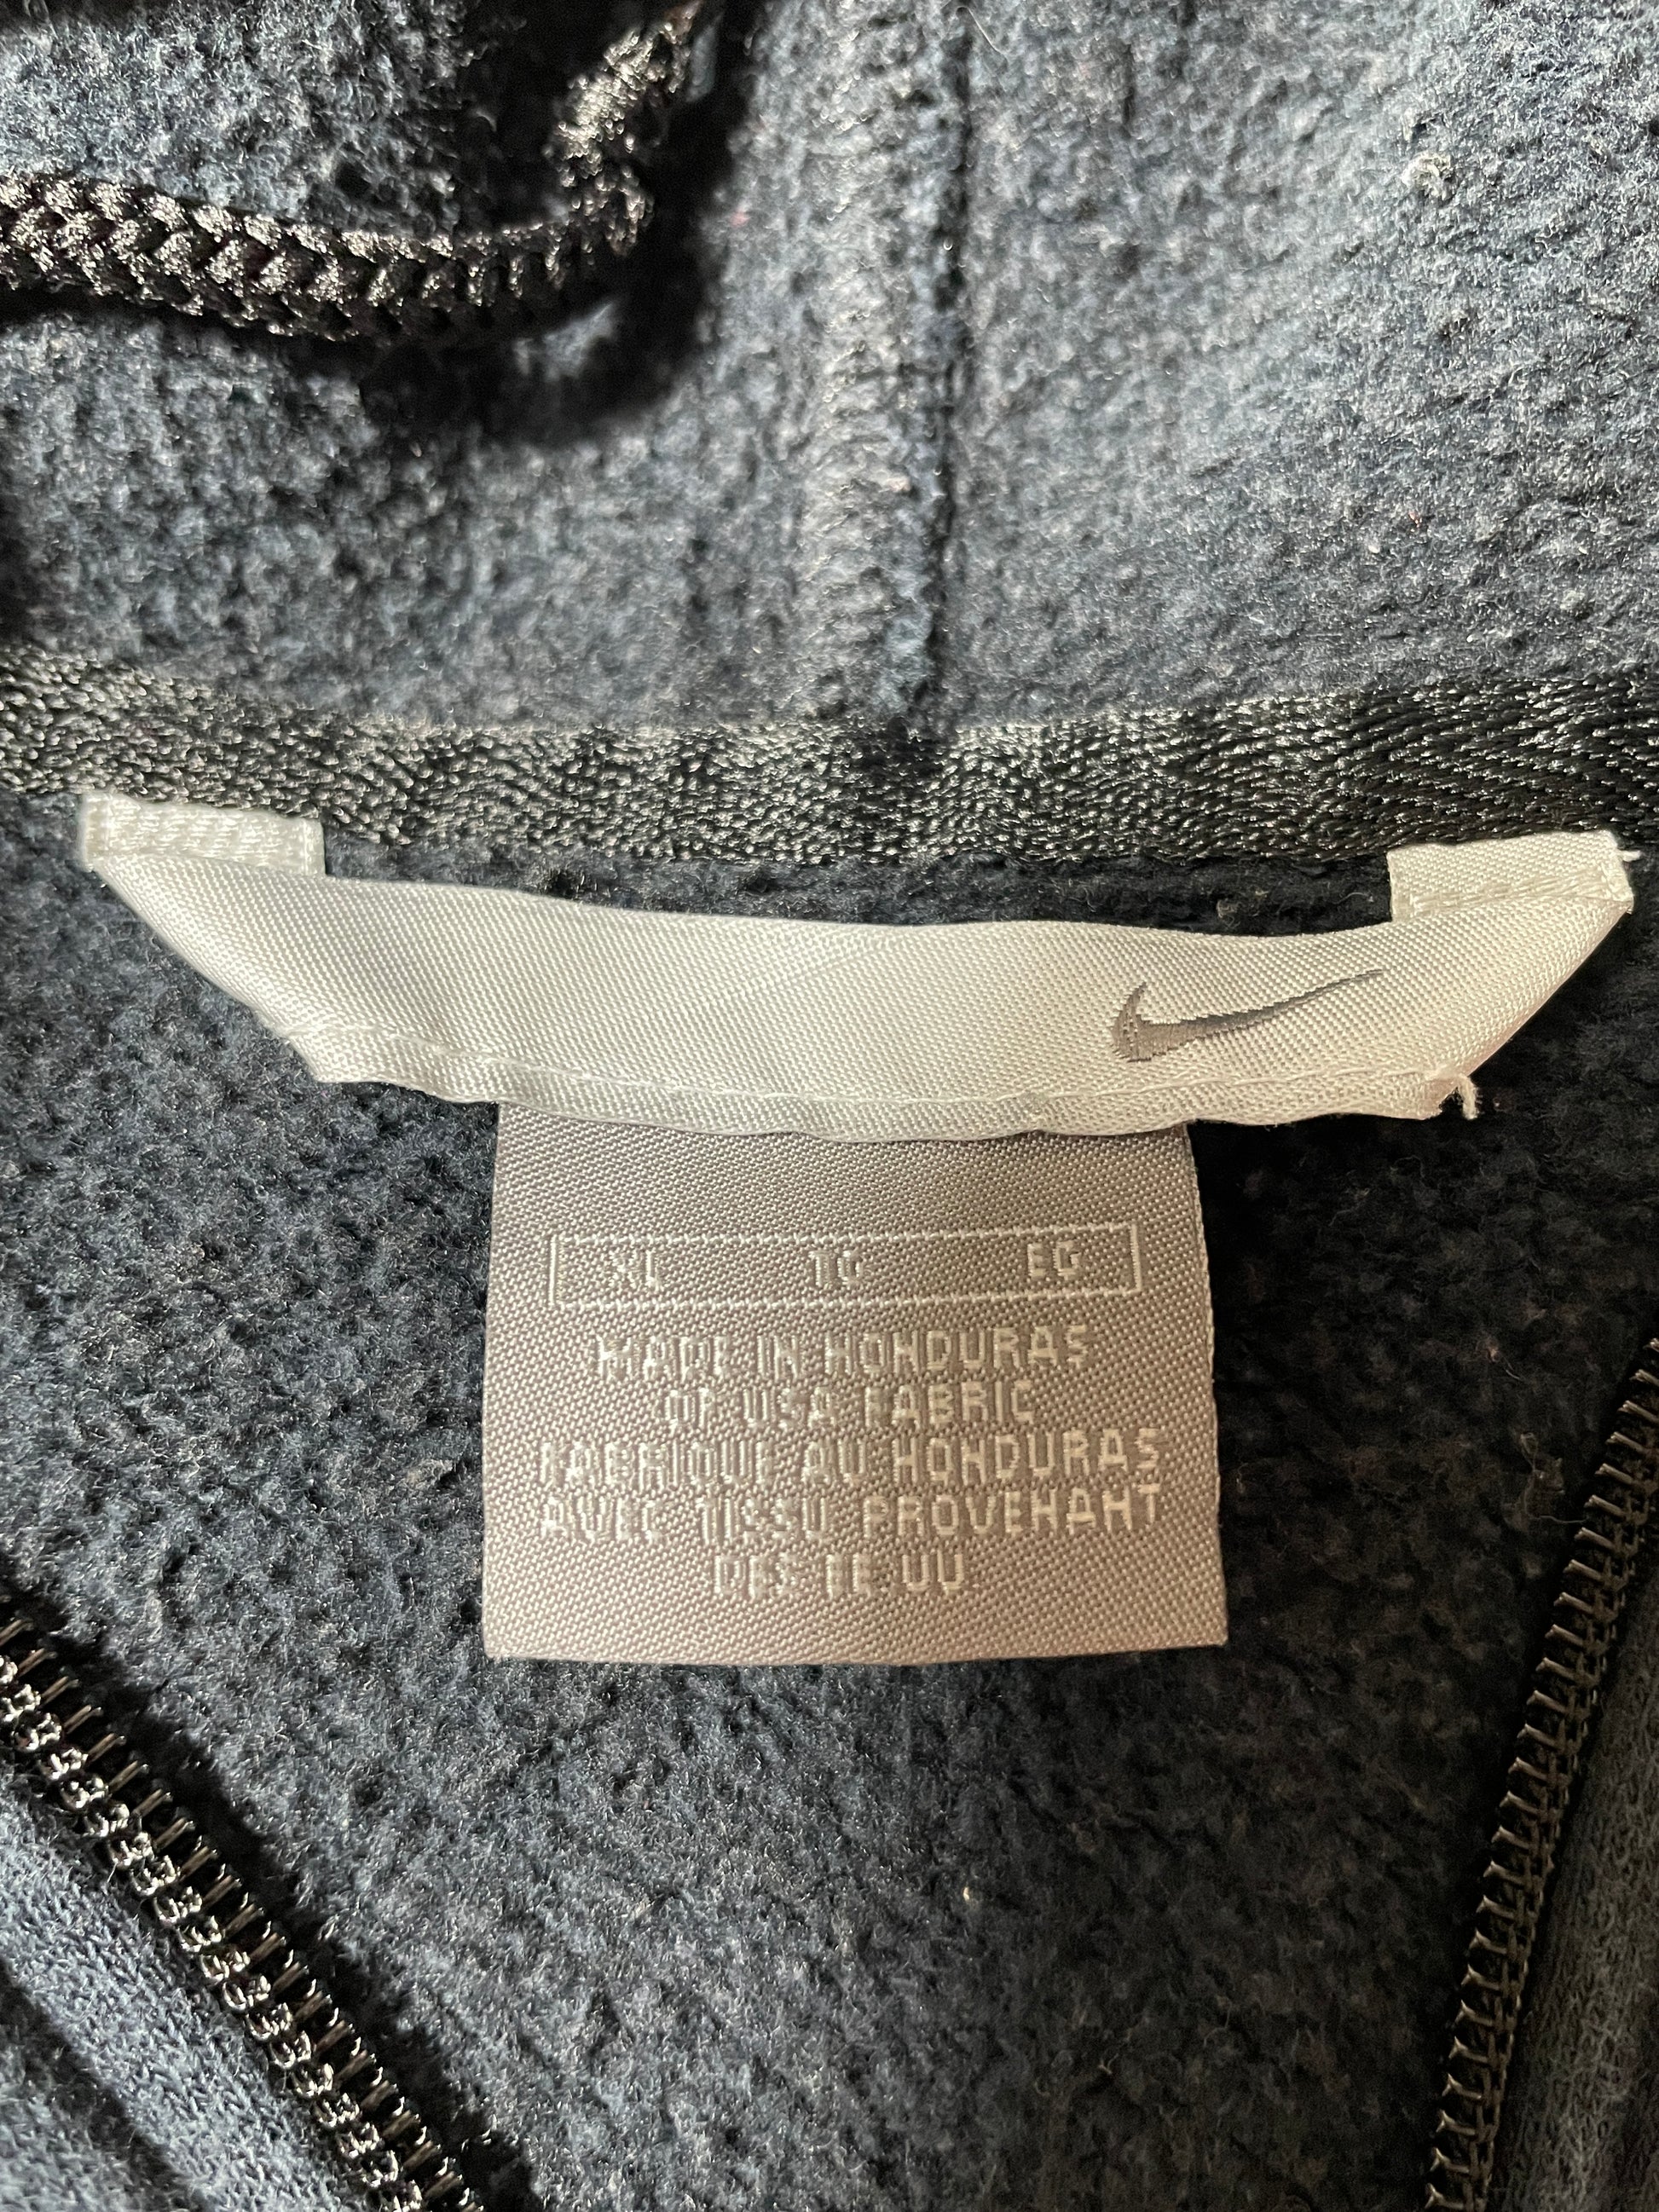 XL TG EG
MADE IN HONDURAS
OF USA FABRIC
FABRIQUE AU HONDURAS
AVEC TISSU PROVENANT
DES EE UU